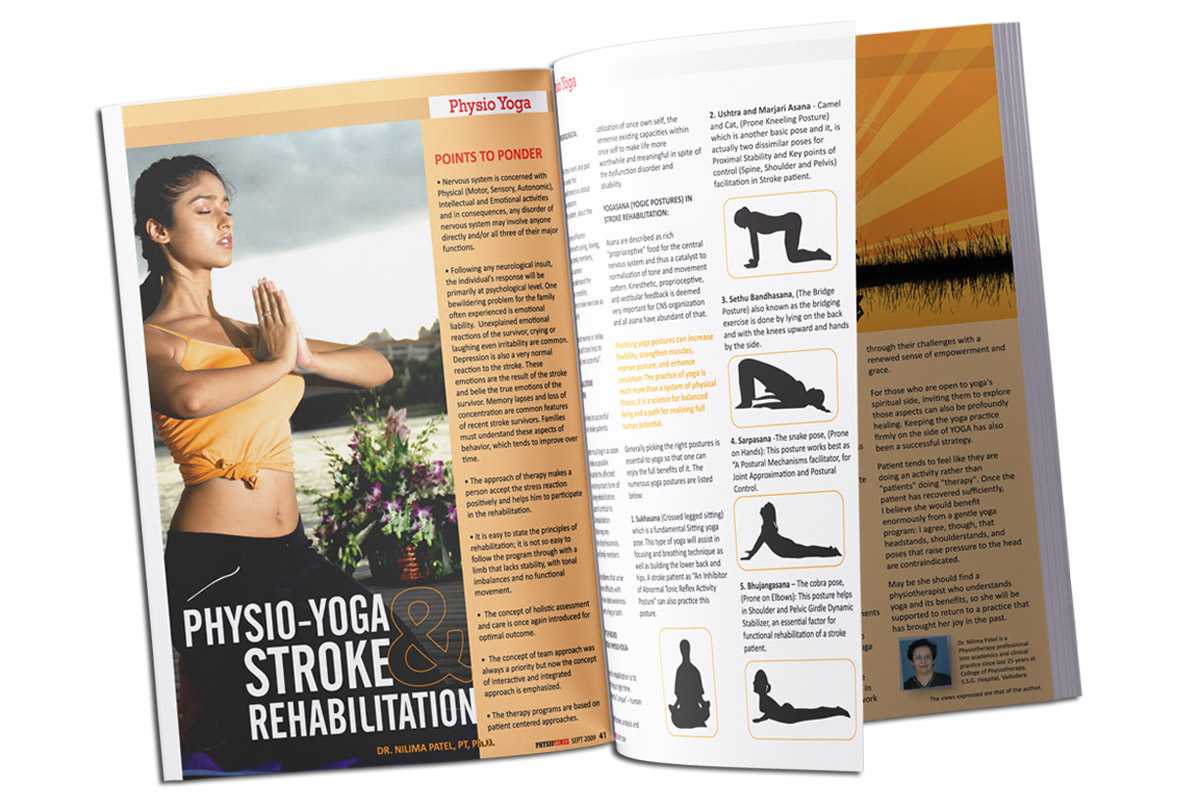 Physio Yoga
POINTS TO PONDER
• Nervous system is concerned with
Physical (Motor, Sensory, Autonomic),
Intellectual and Emotional activities
and in consequences, any disorder of
nervous system may involve anyone
directly and/or all three of their major
functions.
• Following any neurological insult,
the individual's response will be
primarily at psychological level. One
bewildering problem for the family
often experienced is emotional
liability. Unexplained emotional
reactions of the survivor, crying or
laughing even irritability are common.
Depression is also a very normal
reaction to the stroke. These
emotions are the result of the stroke
and belie the true emotions of the
survivor. Memory lapses and loss of
concentration are common features
of recent stroke survivors. Families
must understand these aspects of
behavior, which tends to improve over
time.
• The approach of therapy makes a
person accept the stress reaction
positively and helps him to participate
in the rehabilitation.
• It is easy to state the principles of
rehabilitation; it is not so easy to
follow the program through with a
limb that lacks stability, with tonal
imbalances and no functional
movement.
• The concept of holistic assessment
and care is once again introduced for
optimal outcome.
• The concept of team approach was
always a priority but now the concept
of interactive and integrated
approach is emphasized.
• The therapy programs are based on
patient centered approaches.
PHYSIO-YOGA
&
STROKE
REHABILITATION
DR. NILIMA PATEL, PT, PH.D.
PHYSIOTIMES SEPT 2009 41
io Yoga
utilization of once own self, the
immense existing capacities within
once self to make life more
worthwhile and meaningful in spite of
the dysfunction disorder and
disability.
YOGASANA (YOGIC POSTURES) IN
STROKE REHABILITATION:
Asana are described as rich
"proprioceptive" food for the central
nervous system and thus a catalyst to
normalization of tone and movement
pattern. Kinesthetic, proprioceptive,
and vestibular feedback is deemed
very important for CNS organization
and all asana have abundant of that.
Practicing yoga postures can increase
flexibility, strengthen muscles,
improve posture, and enhance
circulation. The practice of yoga is
much more than a system of physical
fitness; it is a science for balanced
living and a path for realizing full
human potential.
Generally picking the right postures is
essential to yoga so that one can
enjoy the full benefits of it. The
numerous yoga postures are listed
below:
1. Sukhasana (Crossed legged sitting)
which is a fundamental Sitting yoga
pose. This type of yoga will assist in
focusing and breathing technique as
well as building the lower back and
hips. A stroke patient as "An Inhibitor
of Abnormal Tonic Reflex Activity
Posture" can also practice this
posture.
2. Ushtra and Marjari Asana - Camel
and Cat, (Prone Kneeling Posture)
which is another basic pose and it, is
actually two dissimilar poses for
Proximal Stability and Key points of
control (Spine, Shoulder and Pelvis)
facilitation in Stroke patient.
3. Sethu Bandhasana, (The Bridge
Posture) also known as the bridging
exercise is done by lying on the back
and with the knees upward and hands
by the side.
4. Sarpasana -The snake pose, (Prone
on Hands): This posture works best as
"A Postural Mechanisms facilitator, for
Joint Approximation and Postural
Control.
5. Bhujangasana – The cobra pose,
(Prone on Elbows): This posture helps
in Shoulder and Pelvic Girdle Dynamic
Stabilizer, an essential factor for
functional rehabilitation of a stroke
patient.
through their challenges with a
renewed sense of empowerment and
grace.
For those who are open to yoga's
spiritual side, inviting them to explore
those aspects can also be profoundly
healing. Keeping the yoga practice
firmly on the side of YOGA has also
been a successful strategy.
Patient tends to feel like they are
doing an activity rather than
"patients" doing "therapy". Once the
patient has recovered sufficiently,
I believe she would benefit
enormously from a gentle yoga
program; I agree, though, that
headstands, shoulderstands, and
poses that raise pressure to the head
are contraindicated.
May be she should find a
physiotherapist who understands
yoga and its benefits, so she will be
supported to return to a practice that
has brought her joy in the past.
Dr. Nilima Patel is a
Physiotherapy professional
into academics and clinical
practice since last 25 years at
College of Physiotherapy,
S.S.G. Hospital, Vadodara.
The views expressed are that of the author.